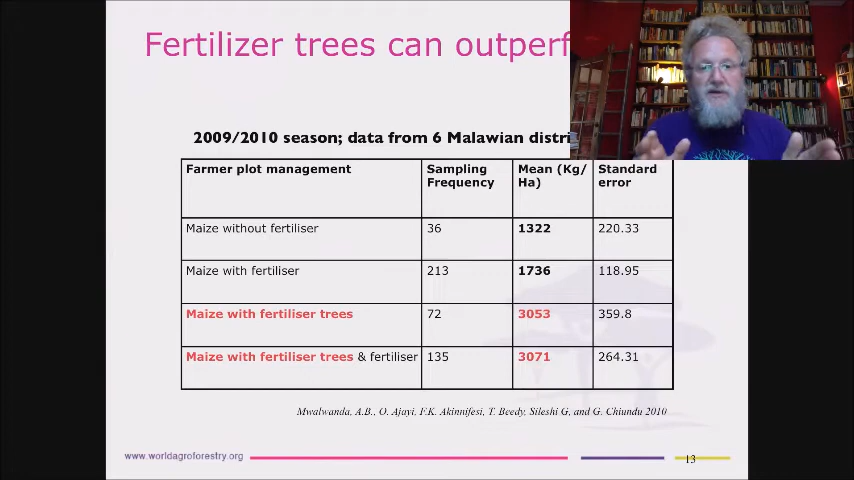 Fertilizer trees can
2009/2010 season; data from 6 Malawian
Farmer plot management Sampling Frequency Mean (Kg/ Ha) Standard error
Maize without fertiliser 36 1322 220.33
Maize with fertiliser 213 1736 118.95
Maize with fertiliser trees 72 3053 359.8
Maize with fertiliser trees & fertiliser 135 3071 264.31
Mwalwanda, A.B., O. Ajayi, F.K. Akinnifesi, T. Beedy, Sileshi G, and G. Chiundu 2010
www.worldagroforestry.org 13